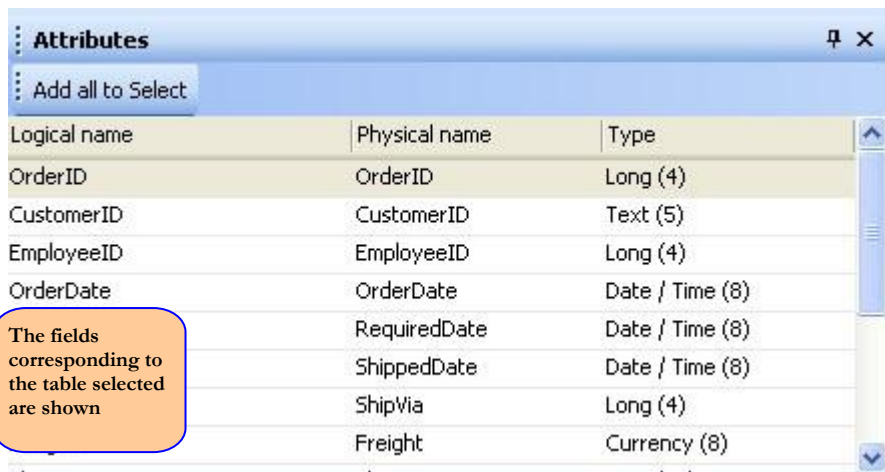 Attributes
Add all to Select
Logical name Physical name Type
OrderID OrderID Long (4)
CustomerID CustomerID Text (5)
EmployeeID EmployeeID Long (4)
OrderDate OrderDate Date / Time (8)
RequiredDate Date / Time (8)
ShippedDate Date / Time (8)
ShipVia Long (4)
Freight Currency (8)
The fields
corresponding to
the table selected
are shown